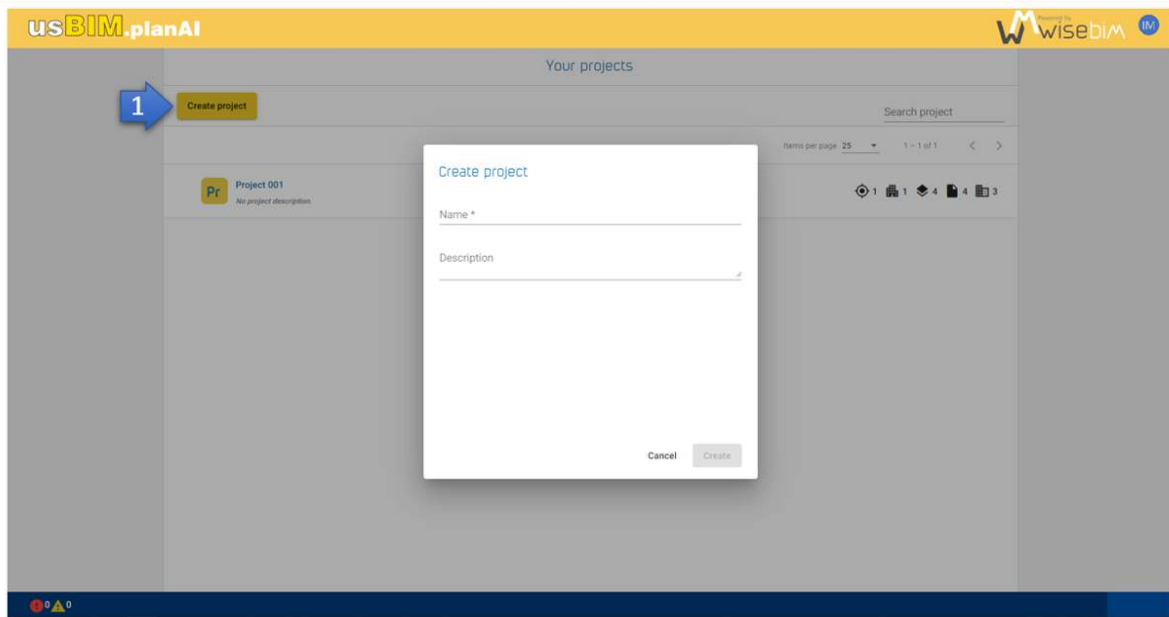 usBIM.planAI
Powered by
wisebim
IM
Your projects
1
Create project
Search project
Items per page 25
1 – 1 of 1
Pr
Project 001
No project description.
1 1 4 4 3
Create project
Name *
Description
Cancel
Create
0 0